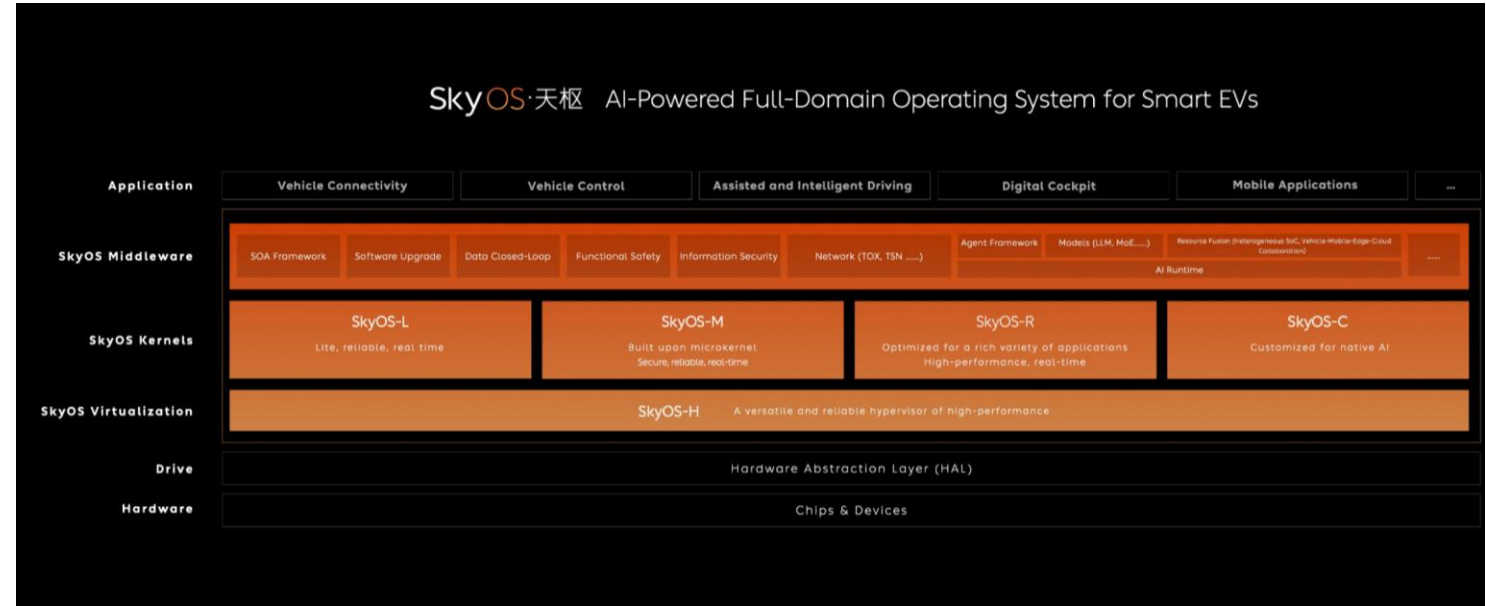 SkyOS·天枢 AI-Powered Full-Domain Operating System for Smart EVs
Application
Vehicle Connectivity
Vehicle Control
Assisted and Intelligent Driving
Digital Cockpit
Mobile Applications
...
SkyOS Middleware
SOA Framework
Software Upgrade
Data Closed-Loop
Functional Safety
Information Security
Network (TOX, TSN ......)
Agent Framework
Models (LLM, MoE......)
Resource Fusion (Heterogeneous SoC, Vehicle-Mobile-Edge-Cloud
Collaboration)
AI Runtime
......
SkyOS Kernels
SkyOS-L
Lite, reliable, real time
SkyOS-M
Built upon microkernel
Secure, reliable, real-time
SkyOS-R
Optimized for a rich variety of applications
High-performance, real-time
SkyOS-C
Customized for native AI
SkyOS Virtualization
SkyOS-H A versatile and reliable hypervisor of high-performance
Drive
Hardware Abstraction Layer (HAL)
Hardware
Chips & Devices